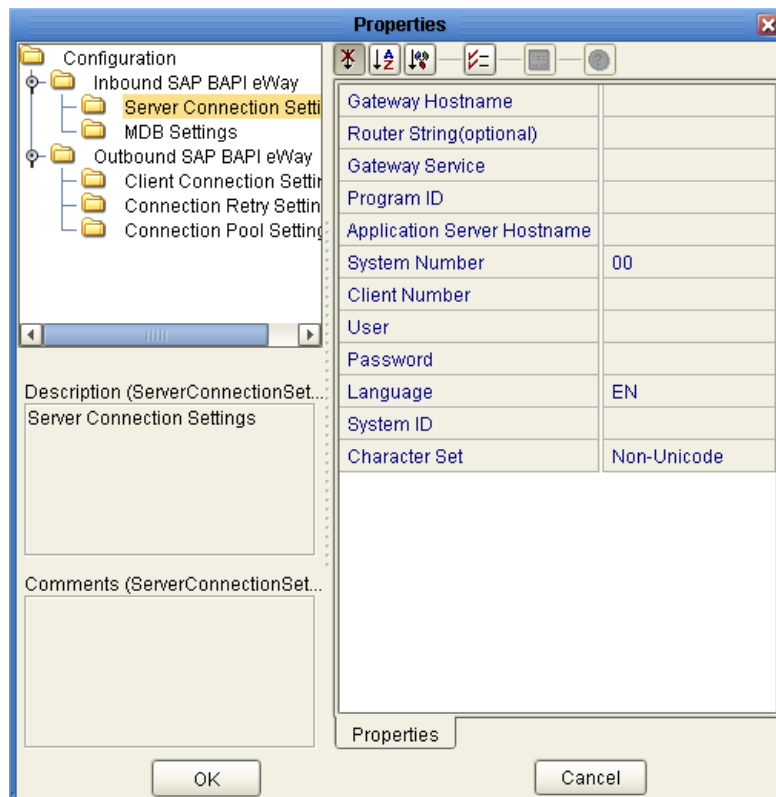 Properties
Configuration
Inbound SAP BAPI eWay
Server Connection Setti
MDB Settings
Outbound SAP BAPI eWay
Client Connection Settin
Connection Retry Settin
Connection Pool Setting
Description (ServerConnectionSet...
Server Connection Settings
Comments (ServerConnectionSet...
Gateway Hostname
Router String(optional)
Gateway Service
Program ID
Application Server Hostname
System Number 00
Client Number
User
Password
Language EN
System ID
Character Set Non-Unicode
Properties
OK
Cancel